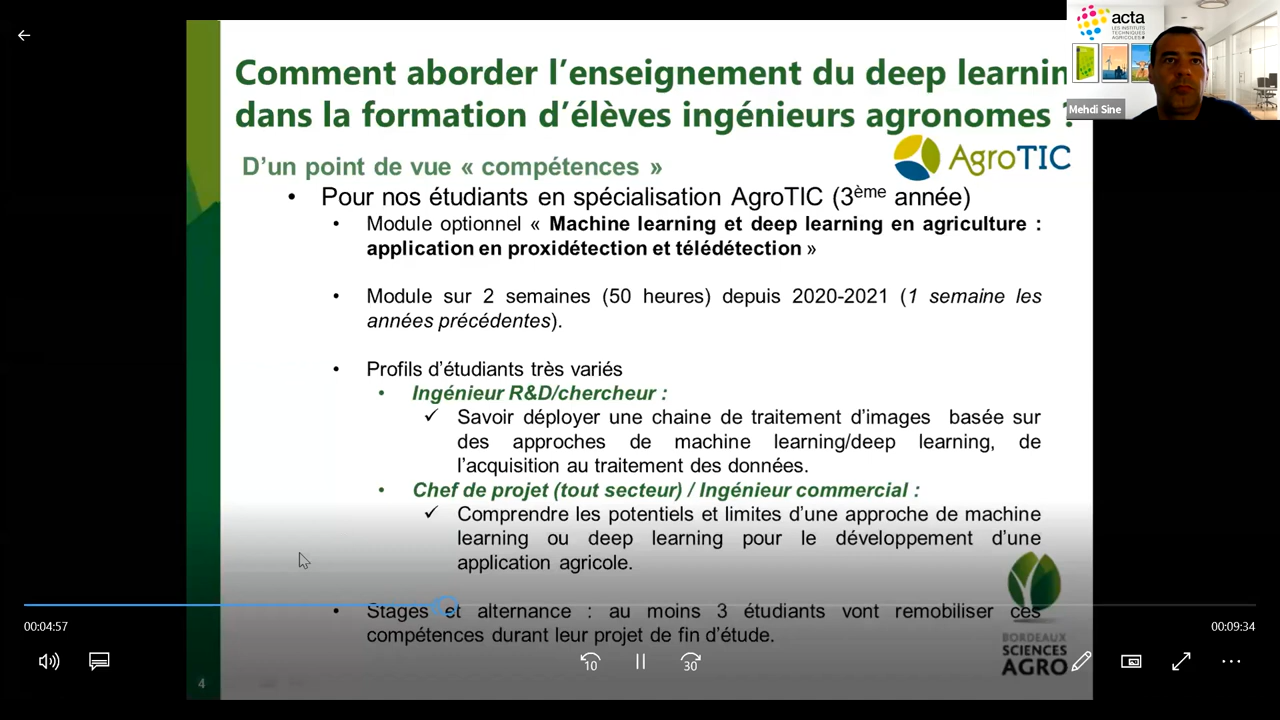 acta
LES INSTITUTS
TECHNIQUES
AGRICOLES
Mehdi Sine
Comment aborder l’enseignement du deep learnin
dans la formation d’élèves ingénieurs agronomes ?
AgroTIC
D’un point de vue « compétences »
• Pour nos étudiants en spécialisation AgroTIC (3ème année)
• Module optionnel « Machine learning et deep learning en agriculture :
application en proxidétection et télédétection »
• Module sur 2 semaines (50 heures) depuis 2020-2021 (1 semaine les
années précédentes).
• Profils d’étudiants très variés
• Ingénieur R&D/chercheur :
✓ Savoir déployer une chaine de traitement d’images basée sur
des approches de machine learning/deep learning, de
l’acquisition au traitement des données.
• Chef de projet (tout secteur) / Ingénieur commercial :
✓ Comprendre les potentiels et limites d’une approche de machine
learning ou deep learning pour le développement d’une
application agricole.
• Stages et alternance : au moins 3 étudiants vont remobiliser ces
compétences durant leur projet de fin d’étude.
00:04:57
00:09:34
BORDEAUX
SCIENCES
AGRO
10
30
4